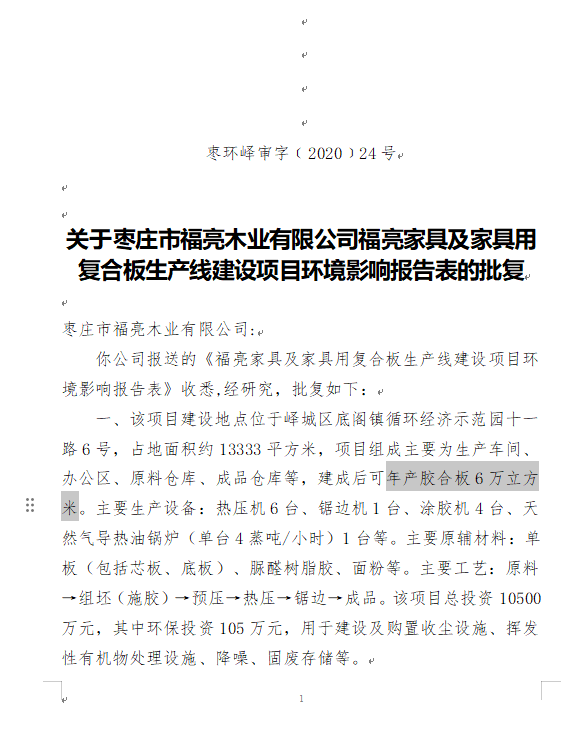 枣环峄审字﹝2020﹞24号
关于枣庄市福亮木业有限公司福亮家具及家具用
复合板生产线建设项目环境影响报告表的批复
枣庄市福亮木业有限公司:
你公司报送的《福亮家具及家具用复合板生产线建设项目环
境影响报告表》收悉,经研究，批复如下：
一、该项目建设地点位于峄城区底阁镇循环经济示范园十一
路6号，占地面积约13333平方米，项目组成主要为生产车间、
办公区、原料仓库、成品仓库等，建成后可年产胶合板6万立方
米。主要生产设备：热压机6台、锯边机1台、涂胶机4台、天
然气导热油锅炉（单台4蒸吨/小时）1台等。主要原辅材料：单
板（包括芯板、底板）、脲醛树脂胶、面粉等。主要工艺：原料
→组坯(施胶)→预压→热压→锯边→成品。该项目总投资10500
万元，其中环保投资105万元，用于建设及购置收尘设施、挥发
性有机物处理设施、降噪、固废存储等。
1